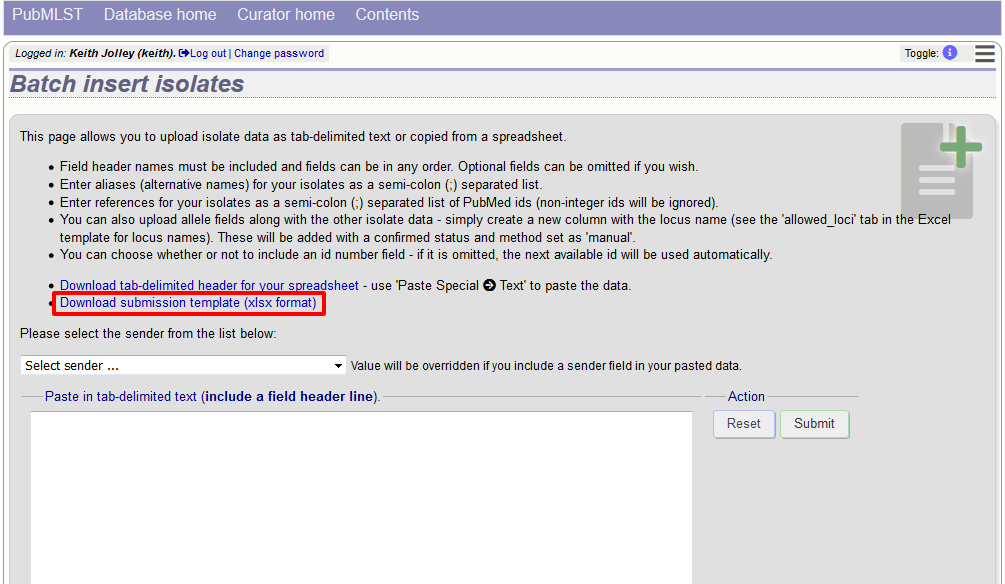 PubMLST Database home Curator home Contents
Logged in: Keith Jolley (keith). Log out | Change password Toggle: i
Batch insert isolates
This page allows you to upload isolate data as tab-delimited text or copied from a spreadsheet.
• Field header names must be included and fields can be in any order. Optional fields can be omitted if you wish.
• Enter aliases (alternative names) for your isolates as a semi-colon (;) separated list.
• Enter references for your isolates as a semi-colon (;) separated list of PubMed ids (non-integer ids will be ignored).
• You can also upload allele fields along with the other isolate data - simply create a new column with the locus name (see the 'allowed_loci' tab in the Excel
template for locus names). These will be added with a confirmed status and method set as 'manual'.
• You can choose whether or not to include an id number field - if it is omitted, the next available id will be used automatically.
• Download tab-delimited header for your spreadsheet - use 'Paste Special ➔ Text' to paste the data.
• Download submission template (xlsx format)
Please select the sender from the list below:
Select sender ... Value will be overridden if you include a sender field in your pasted data.
Paste in tab-delimited text (include a field header line). Action
Reset Submit